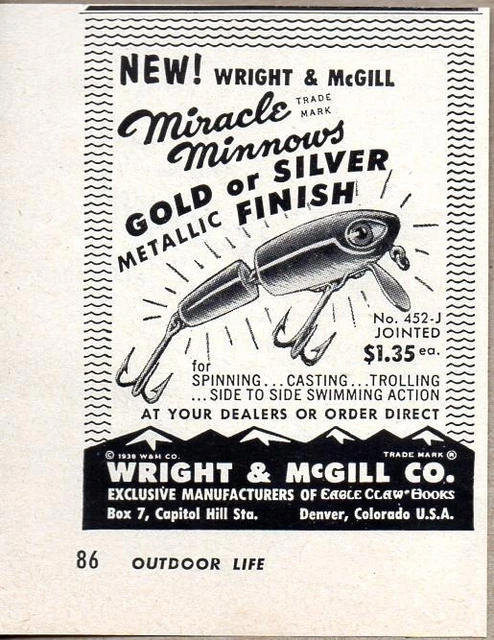 NEW! WRIGHT & McGILL
Miracle TRADE MARK
Minnows
GOLD or SILVER
METALLIC FINISH
No. 452-J
JOINTED
$1.35 ea.
for
SPINNING...CASTING...TROLLING
...SIDE TO SIDE SWIMMING ACTION
AT YOUR DEALERS OR ORDER DIRECT
© 1938 W&M CO. TRADE MARK ®
WRIGHT & McGILL CO.
EXCLUSIVE MANUFACTURERS OF EAGLE CLAW HOOKS
Box 7, Capitol Hill Sta. Denver, Colorado U.S.A.
86 OUTDOOR LIFE